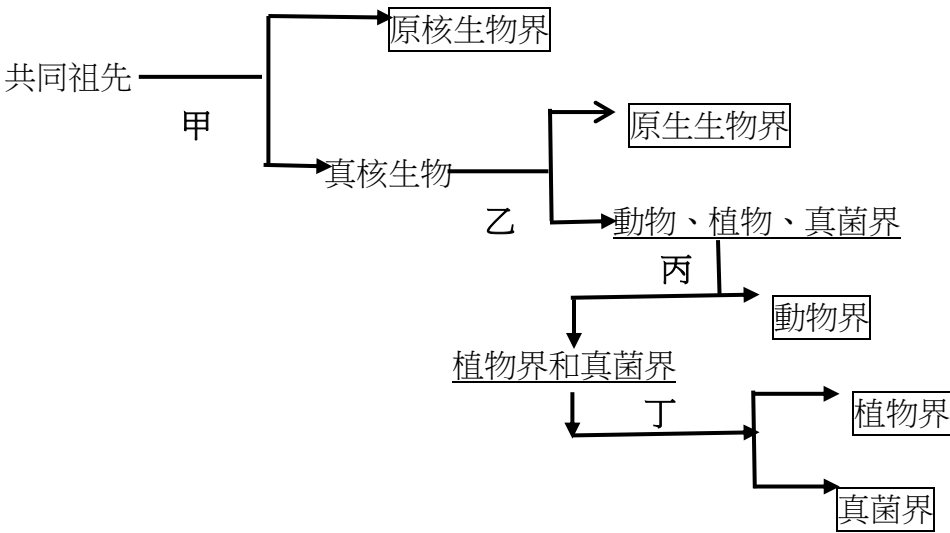 原核生物界
共同祖先
甲
原生生物界
真核生物
乙
動物、植物、真菌界
丙
動物界
植物界和真菌界
丁
植物界
真菌界